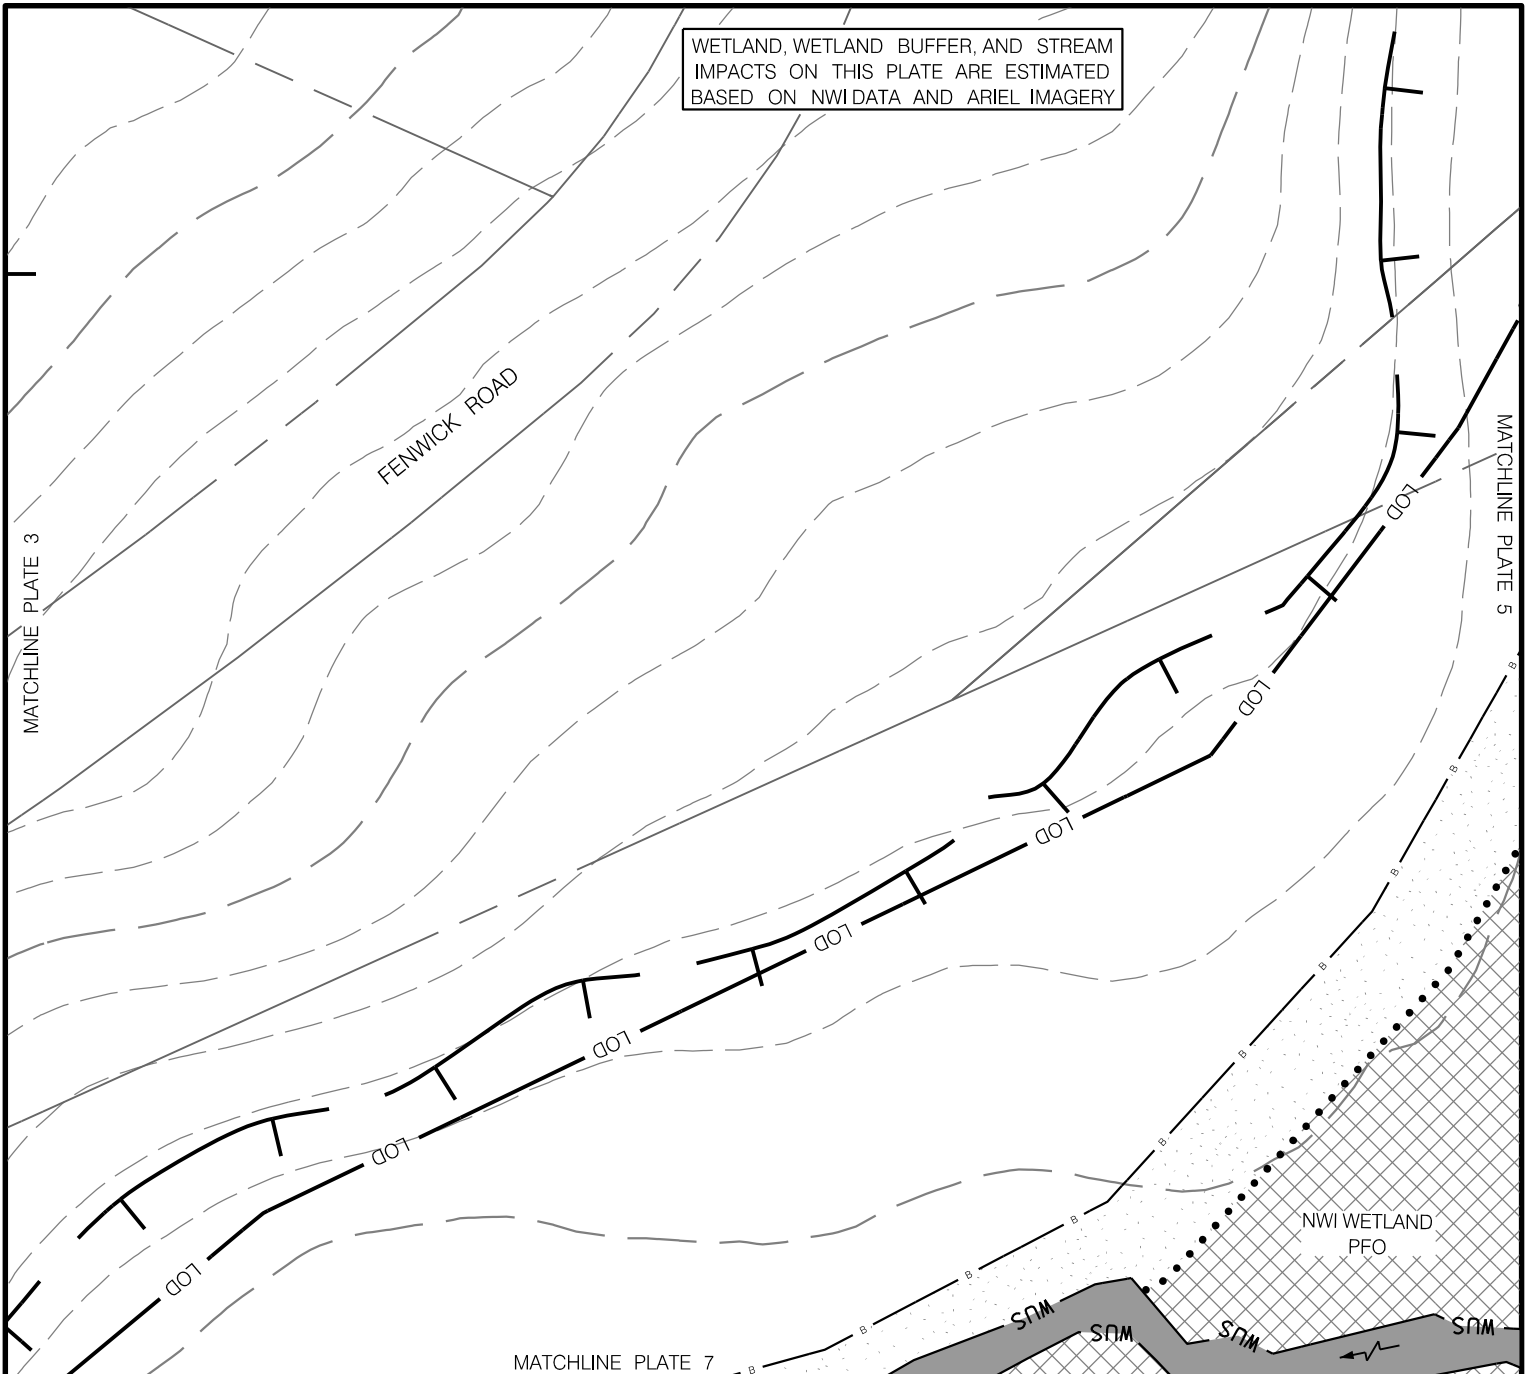 WETLAND, WETLAND BUFFER, AND STREAM
IMPACTS ON THIS PLATE ARE ESTIMATED
BASED ON NWI DATA AND ARIEL IMAGERY
FENWICK ROAD
MATCHLINE PLATE 3
MATCHLINE PLATE 5
LOD
LOD
LOD
LOD
LOD
LOD
LOD
B
B
B
B
B
B
B
B
B
B
NWI WETLAND
PFO
WUS
WUS
WUS
WUS
MATCHLINE PLATE 7